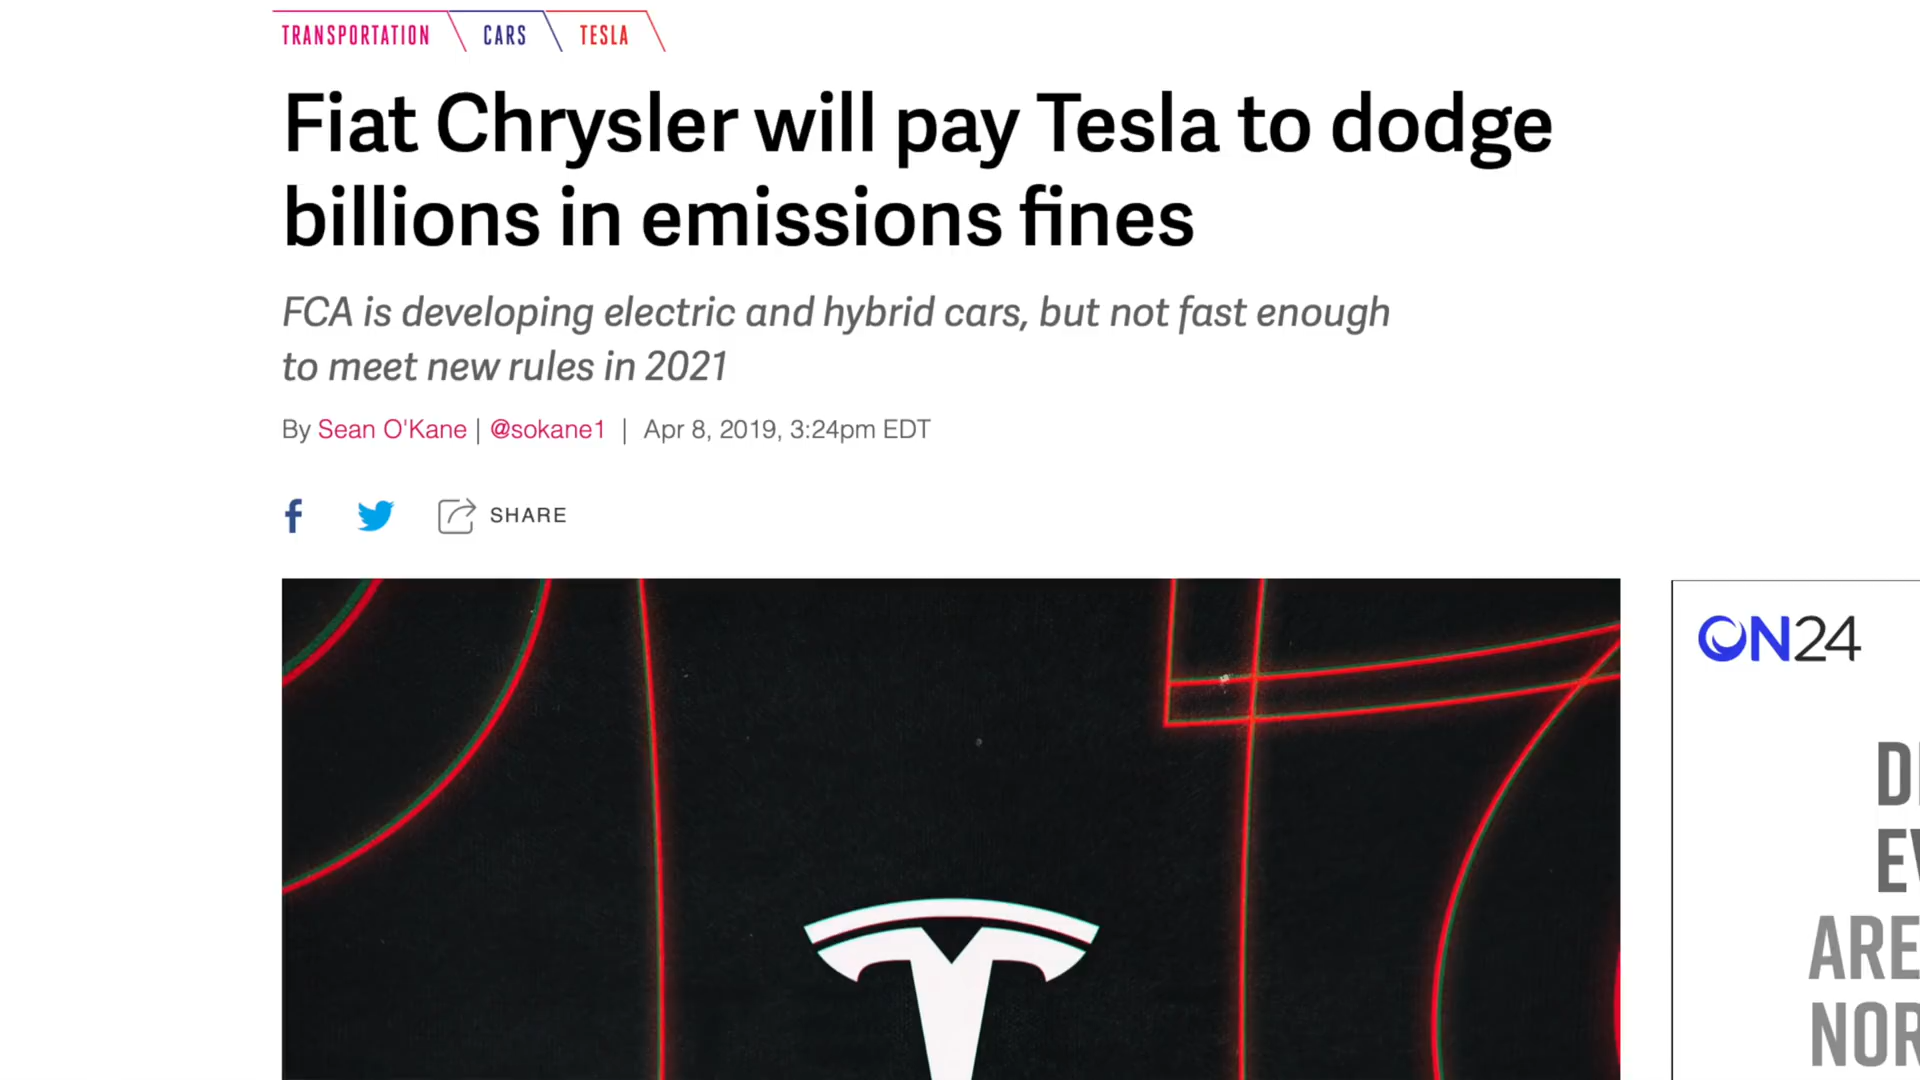 TRANSPORTATION CARS TESLA
Fiat Chrysler will pay Tesla to dodge
billions in emissions fines
FCA is developing electric and hybrid cars, but not fast enough
to meet new rules in 2021
By Sean O'Kane | @sokane1 | Apr 8, 2019, 3:24pm EDT
SHARE
ON24
ARE